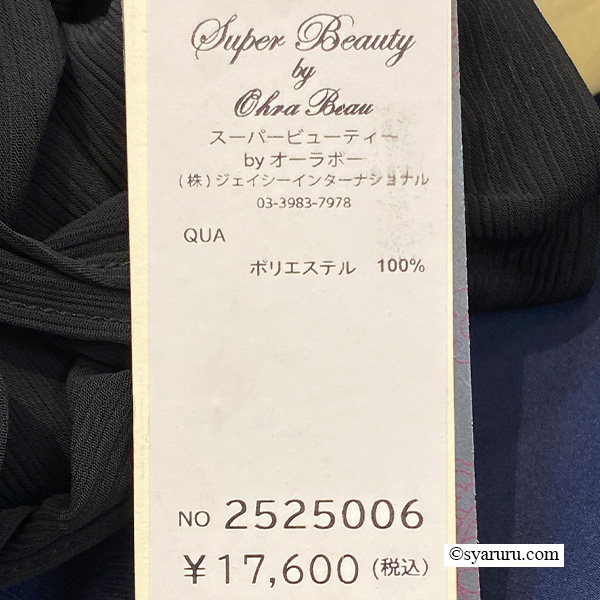 Super Beauty
by
Ohra Beau
スーパービューティー
by オーラボー
(株)ジェイシーインターナショナル
03-3983-7978
QUA
ポリエステル 100%
NO 2525006
¥17,600 (税込)
©syaruru.com